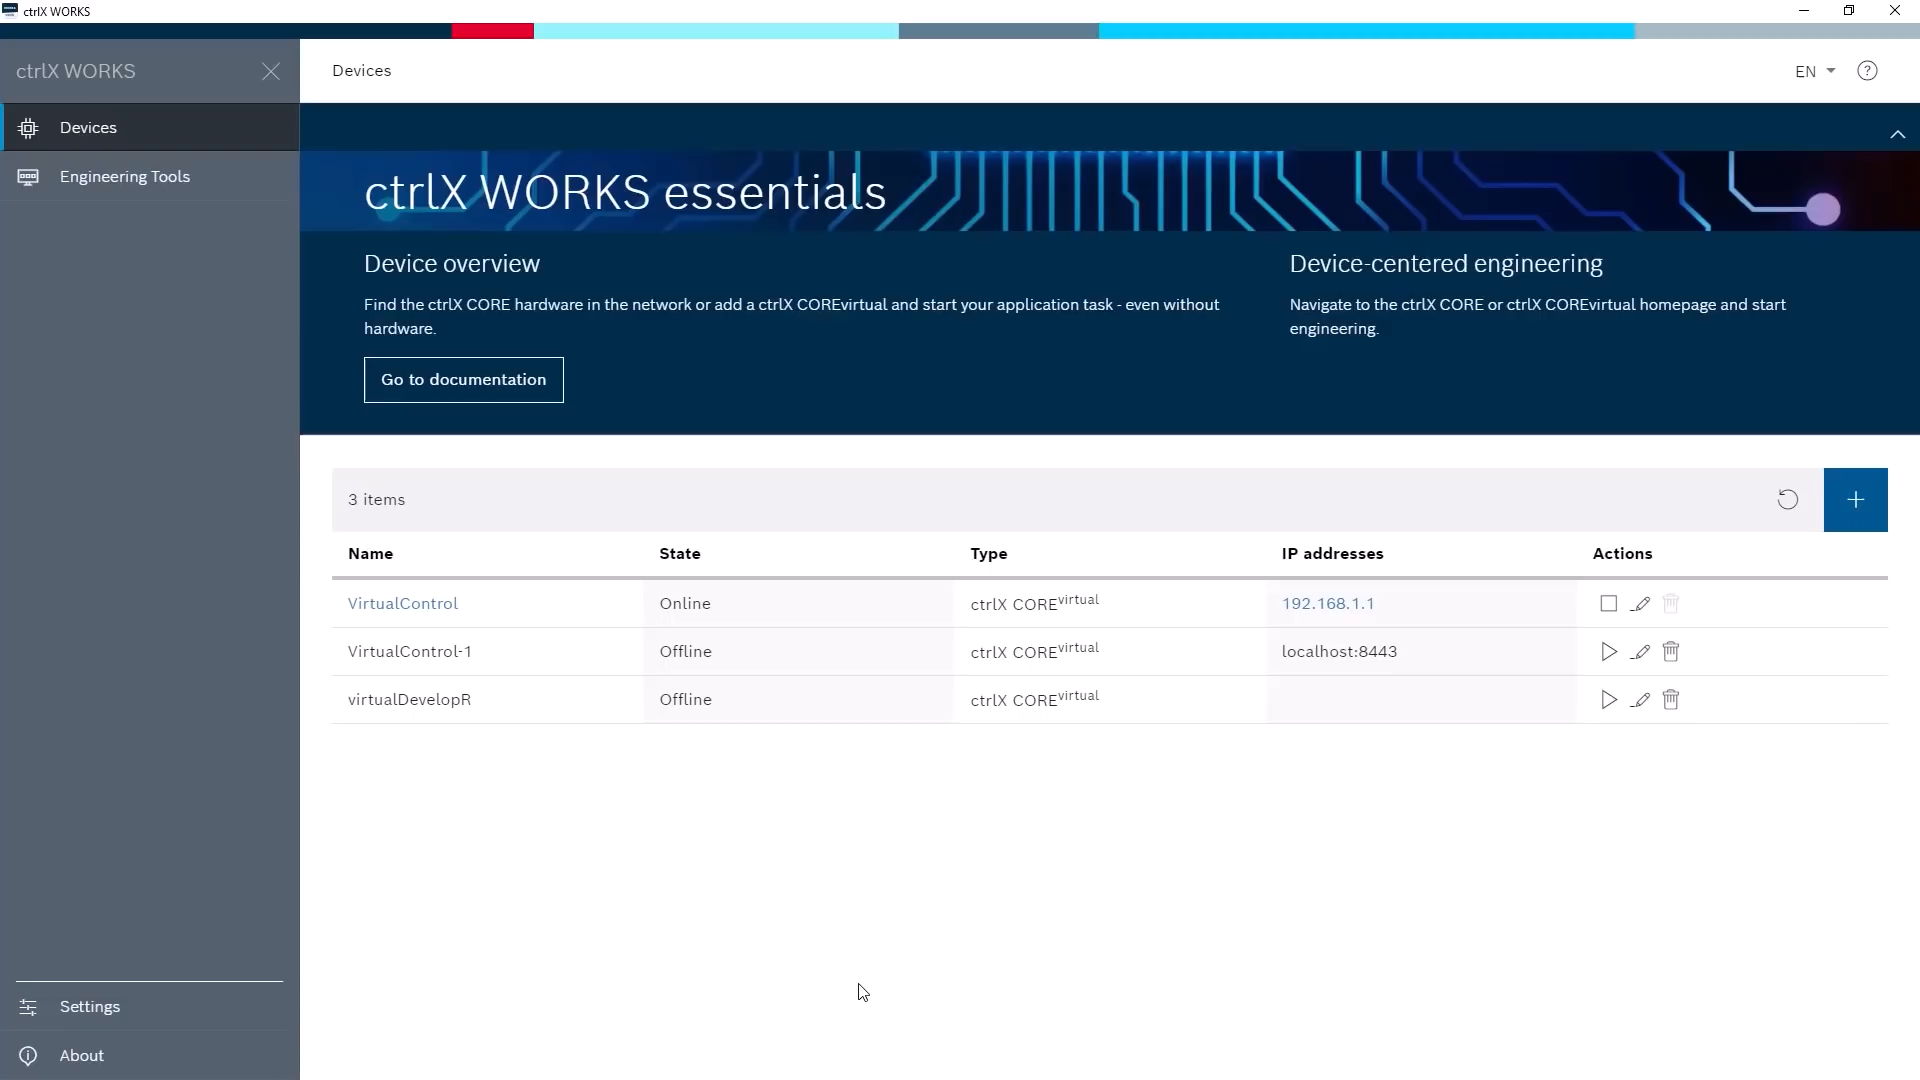 ctrlX WORKS
ctrlX WORKS
Devices
EN
Devices
Engineering Tools
ctrlX WORKS essentials
Device overview
Find the ctrlX CORE hardware in the network or add a ctrlX COREvirtual and start your application task - even without
hardware.
Go to documentation
Device-centered engineering
Navigate to the ctrlX CORE or ctrlX COREvirtual homepage and start
engineering.
3 items
Name State Type IP addresses Actions
VirtualControl Online ctrlX COREvirtual 192.168.1.1
VirtualControl-1 Offline ctrlX COREvirtual localhost:8443
virtualDevelopR Offline ctrlX COREvirtual
Settings
About